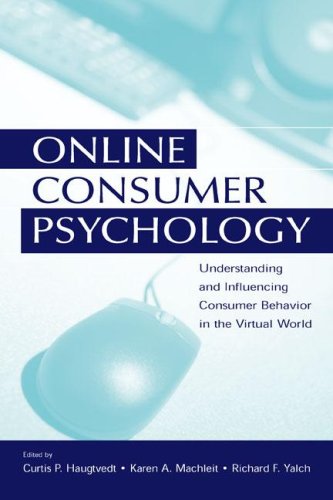 ONLINE
CONSUMER
PSYCHOLOGY
Understanding
and Influencing
Consumer Behavior
in the Virtual World
Edited by
Curtis P. Haugtvedt • Karen A. Machleit • Richard F. Yalch